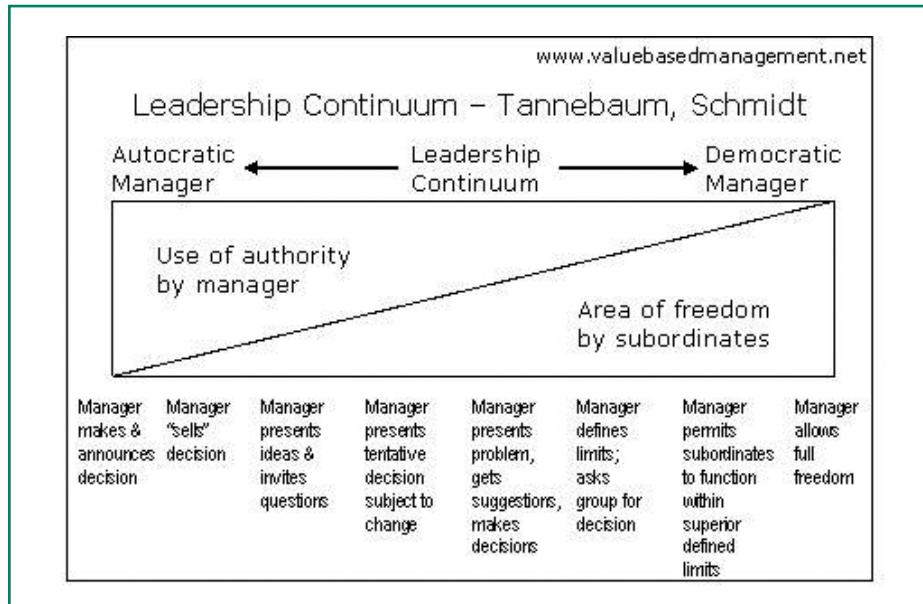 www.valuebasedmanagement.net
Leadership Continuum – Tannebaum, Schmidt
Autocratic
Manager
Leadership
Continuum
Democratic
Manager
Use of authority
by manager
Area of freedom
by subordinates
Manager
makes &
announces
decision
Manager
“sells”
decision
Manager
presents
ideas &
invites
questions
Manager
presents
tentative
decision
subject to
change
Manager
presents
problem,
gets
suggestions,
makes
decisions
Manager
defines
limits;
asks
group for
decision
Manager
permits
subordinates
to function
within
superior
defined
limits
Manager
allows
full
freedom